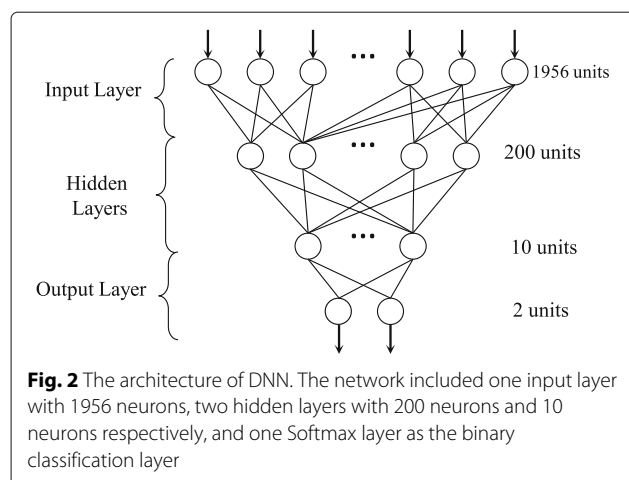 1956 units
Input Layer
200 units
Hidden
Layers
10 units
Output Layer
2 units
Fig. 2 The architecture of DNN. The network included one input layer
with 1956 neurons, two hidden layers with 200 neurons and 10
neurons respectively, and one Softmax layer as the binary
classification layer